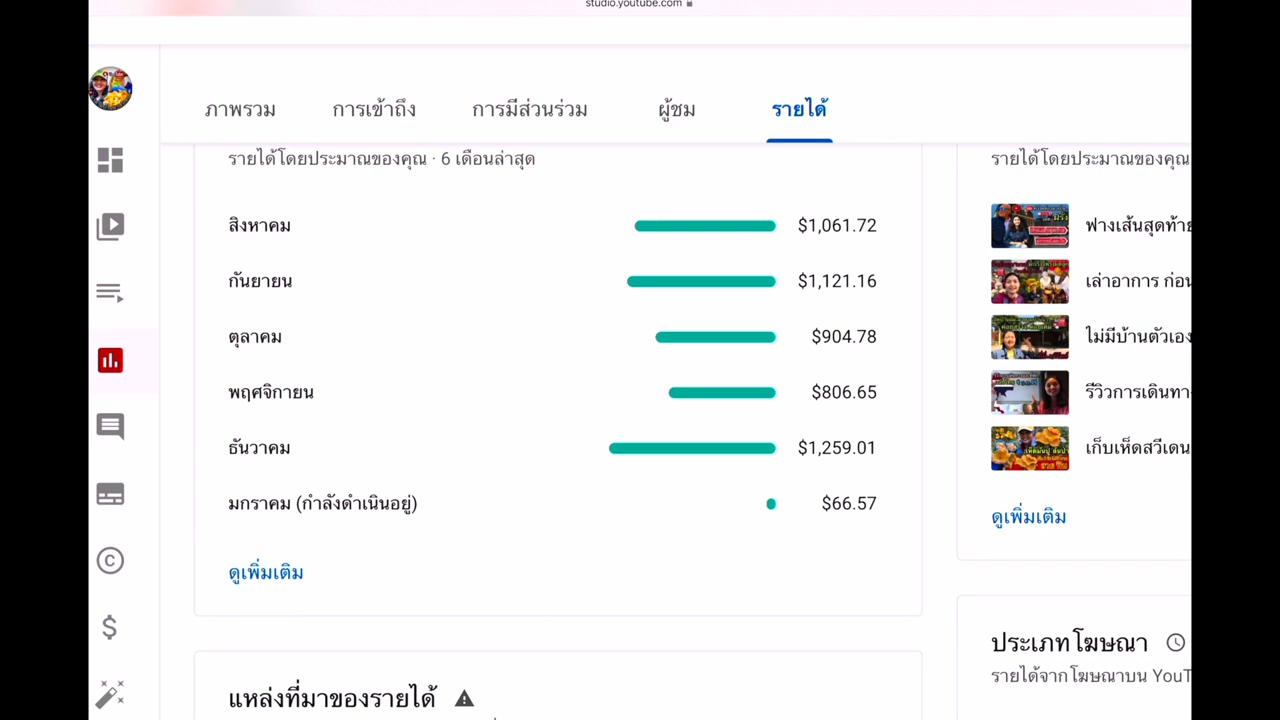 studio.youtube.com
ภาพรวม การเข้าถึง การมีส่วนร่วม ผู้ชม รายได้
รายได้โดยประมาณของคุณ · 6 เดือนล่าสุด
สิงหาคม $1,061.72
กันยายน $1,121.16
ตุลาคม $904.78
พฤศจิกายน $806.65
ธันวาคม $1,259.01
มกราคม (กำลังดำเนินอยู่) $66.57
ดูเพิ่มเติม
แหล่งที่มาของรายได้
รายได้โดยประมาณของคุณ
ฟางเส้นสุดท้าย
เล่าอาการ ก่อน
ไม่มีบ้านตัวเอง
รีวิวการเดินทา
เก็บเห็ดสวีเดน
ดูเพิ่มเติม
ประเภทโฆษณา
รายได้จากโฆษณาบน YouT